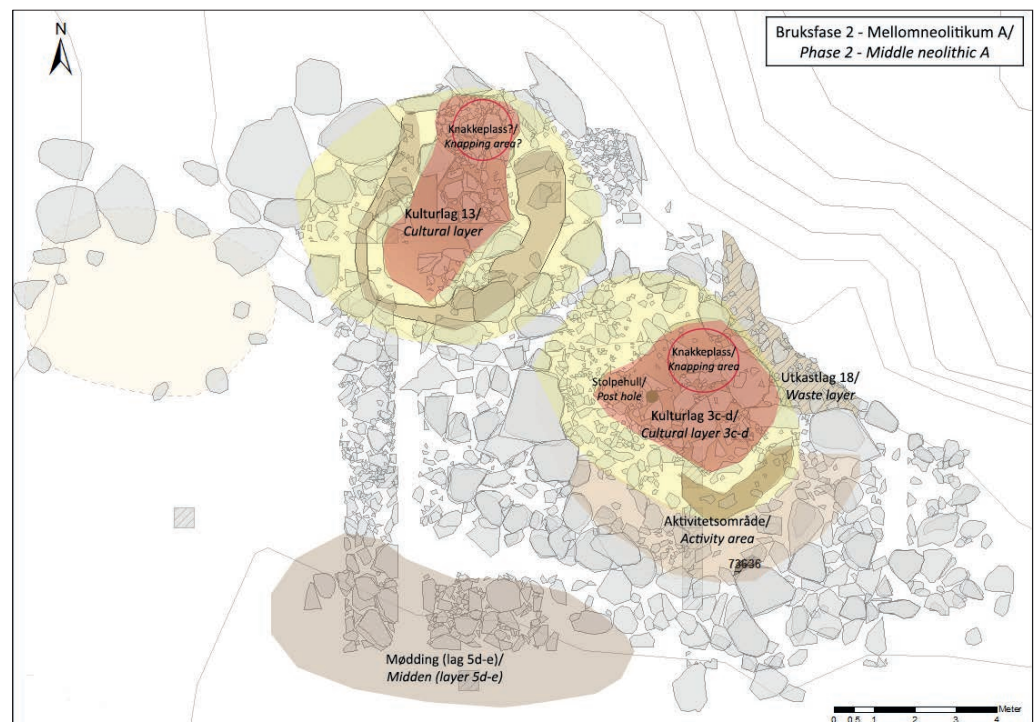 Bruksfase 2 - Mellomneolitikum A/
Phase 2 - Middle neolithic A
N
Knakkeplass?/
Knapping area?
Kulturlag 13/
Cultural layer
Knakkeplass/
Knapping area
Stolpehull/
Post hole
Utkastlag 18/
Waste layer
Kulturlag 3c-d/
Cultural layer 3c-d
Aktivitetsområde/
Activity area
73636
Mødding (lag 5d-e)/
Midden (layer 5d-e)
Meter
0 0.5 1 2 3 4